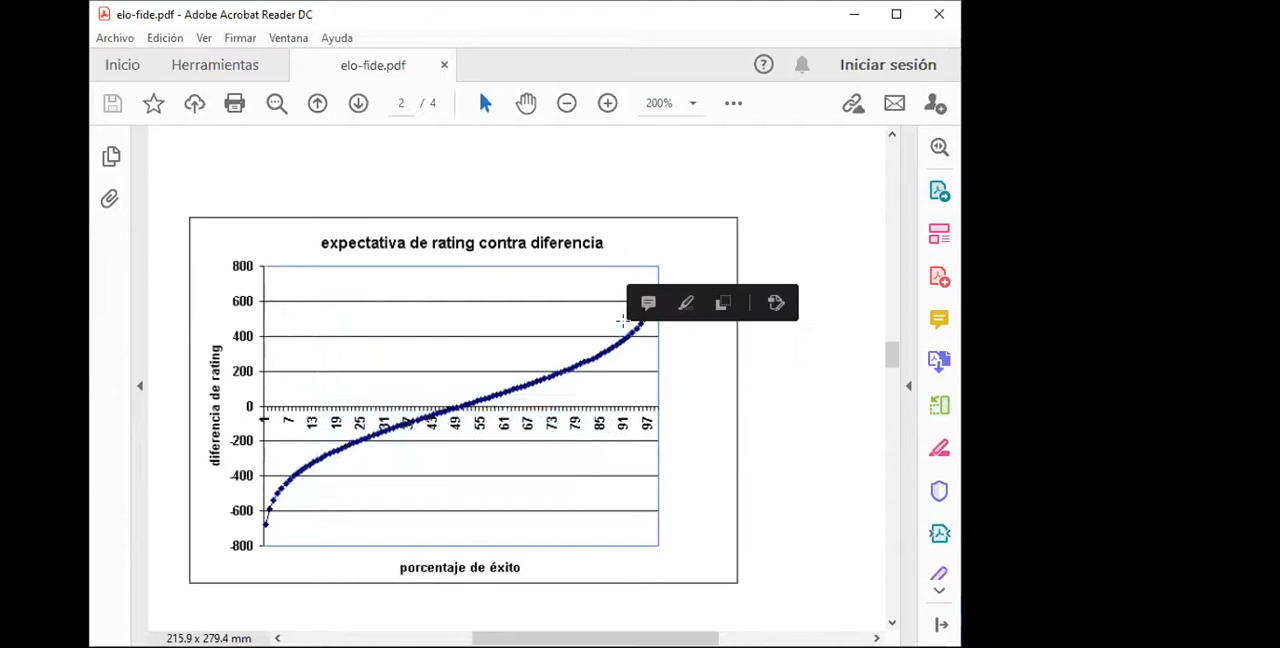 elo-fide.pdf - Adobe Acrobat Reader DC
Archivo Edición Ver Firmar Ventana Ayuda
Inicio Herramientas elo-fide.pdf Iniciar sesión
2 / 4 200%
expectativa de rating contra diferencia
800
600
400
200
0
-200
-400
-600
-800
diferencia de rating
1 7 13 19 25 31 37 43 49 55 61 67 73 79 85 91 97
porcentaje de éxito
215.9 x 279.4 mm